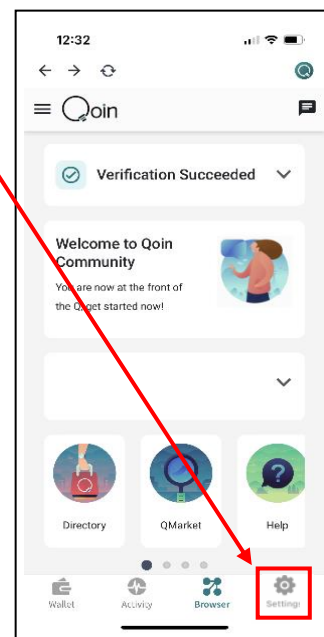 12:32
Qoin
Verification Succeeded
Welcome to Qoin
Community
You are now at the front of
the Q, get started now!
Directory
QMarket
Help
Wallet
Activity
Browser
Settings